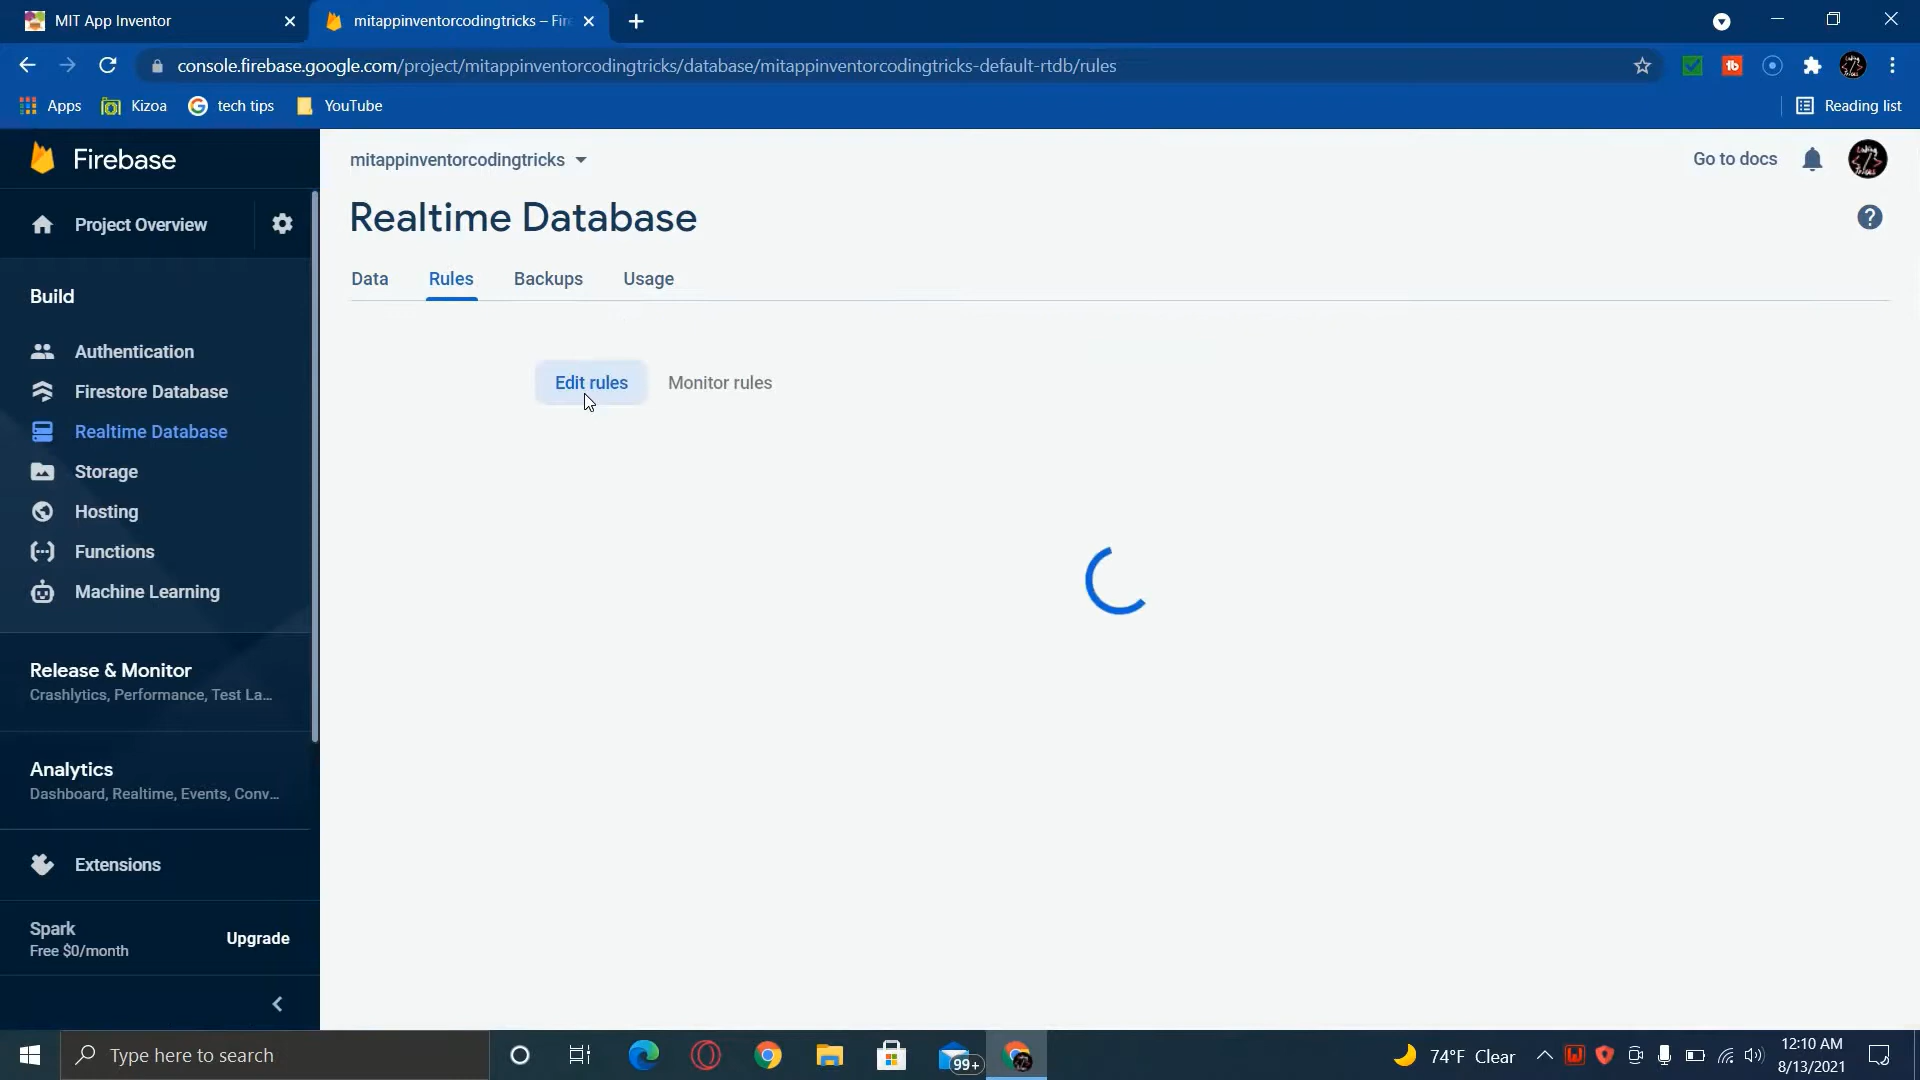 MIT App Inventor
mitappinventorcodingtricks – Fir
console.firebase.google.com/project/mitappinventorcodingtricks/database/mitappinventorcodingtricks-default-rtdb/rules
Apps
Kizoa
tech tips
YouTube
Reading list
Firebase
mitappinventorcodingtricks
Go to docs
Project Overview
Realtime Database
Data
Rules
Backups
Usage
Build
Authentication
Firestore Database
Realtime Database
Storage
Hosting
Functions
Machine Learning
Edit rules
Monitor rules
Release & Monitor
Crashlytics, Performance, Test La...
Analytics
Dashboard, Realtime, Events, Conv...
Extensions
Spark
Free $0/month
Upgrade
Type here to search
99+
74°F Clear
12:10 AM
8/13/2021